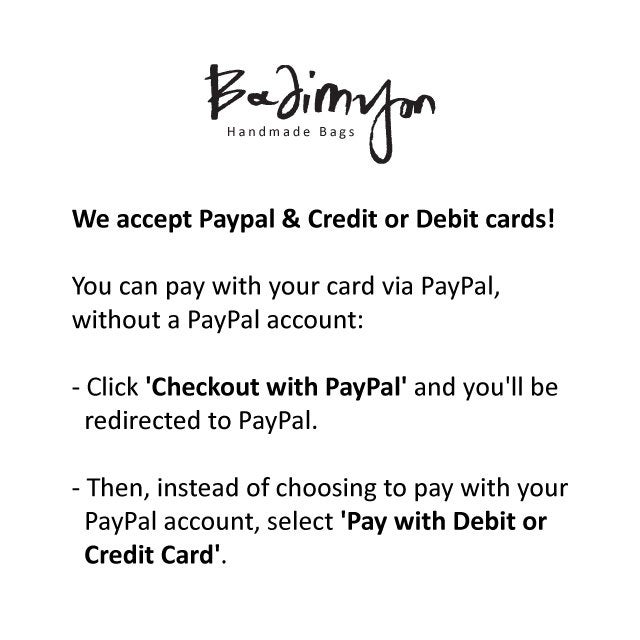 Badimyon
Handmade Bags
We accept Paypal & Credit or Debit cards!
You can pay with your card via PayPal,
without a PayPal account:
- Click 'Checkout with PayPal' and you'll be
redirected to PayPal.
- Then, instead of choosing to pay with your
PayPal account, select 'Pay with Debit or
Credit Card'.